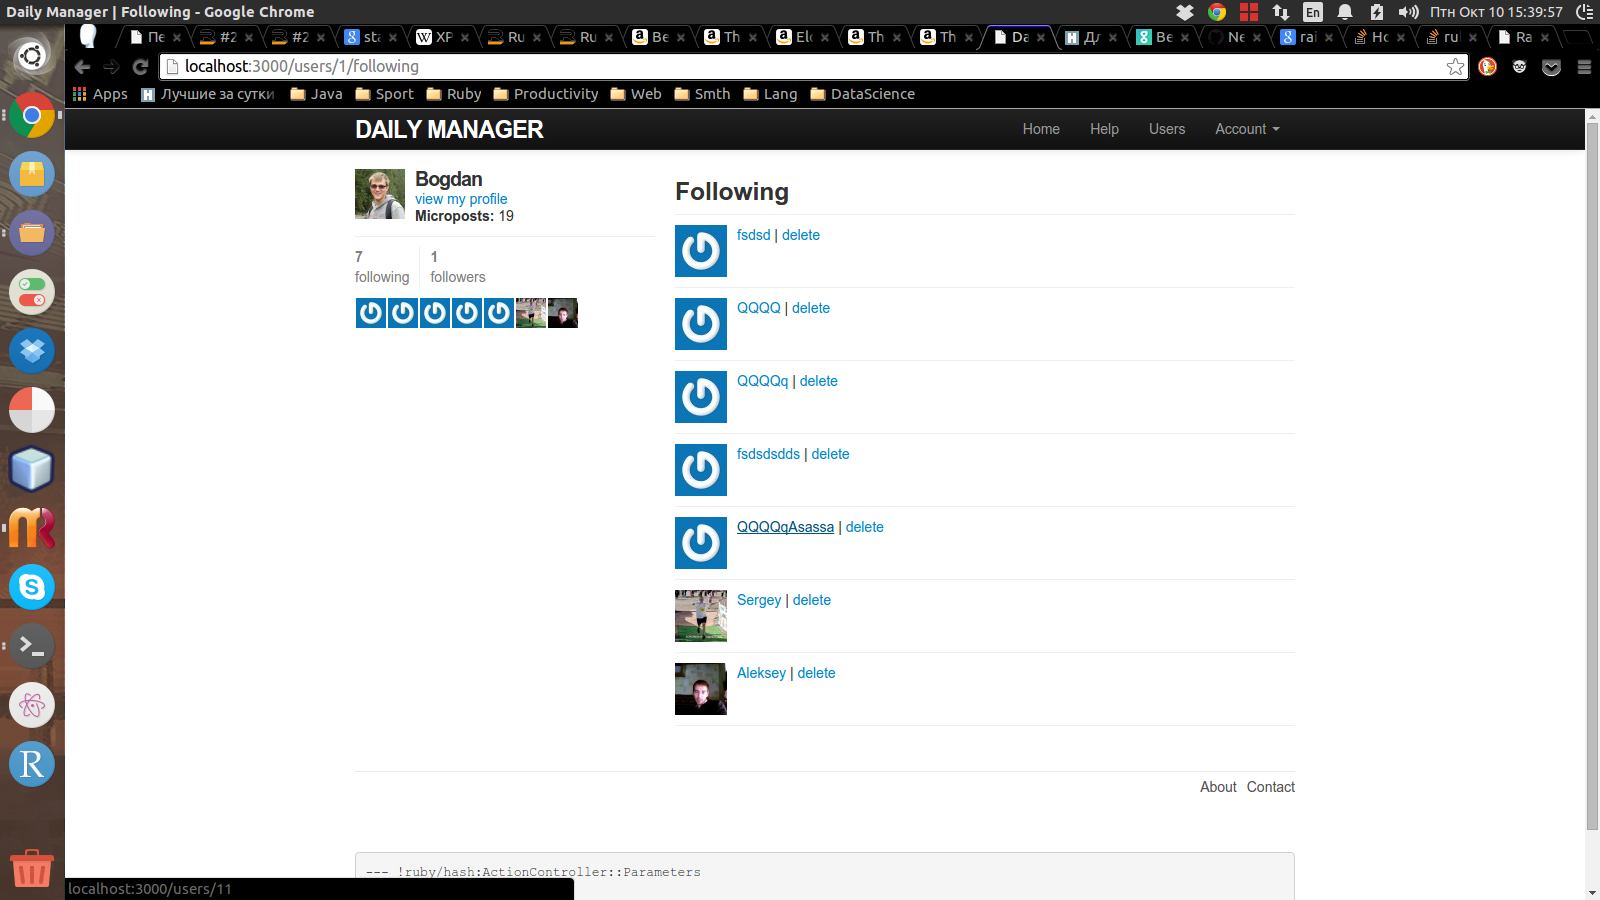 Daily Manager | Following - Google Chrome
En
Птн Окт 10 15:39:57
Пе
#2
#2
sta
XP
Ru
Ru
Be
Th
Elo
Th
Th
Da
Дл
Be
Ne
rai
Ho
rul
Ra
localhost:3000/users/1/following
Apps
Лучшие за сутки
Java
Sport
Ruby
Productivity
Web
Smth
Lang
DataScience
DAILY MANAGER
Home
Help
Users
Account
Bogdan
view my profile
Microposts: 19
7
following
1
followers
Following
fsdsd | delete
QQQQ | delete
QQQQq | delete
fsdsdsdds | delete
QQQQqAsassa | delete
Sergey | delete
Aleksey | delete
About
Contact
--- !ruby/hash:ActionController::Parameters
localhost:3000/users/11